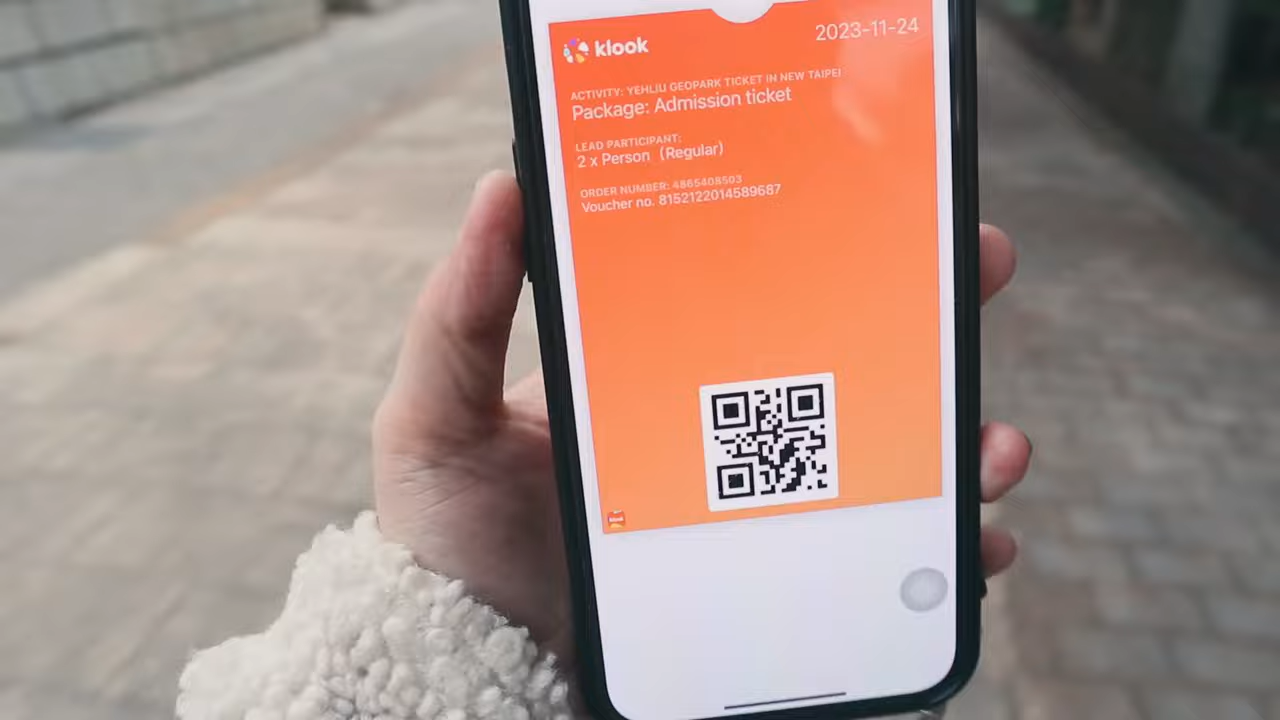 klook
2023-11-24
ACTIVITY: YEHLIU GEOPARK TICKET IN NEW TAIPEI
Package: Admission ticket
LEAD PARTICIPANT:
2 x Person (Regular)
ORDER NUMBER: 4865408503
Voucher no. 8152122014589687
klook